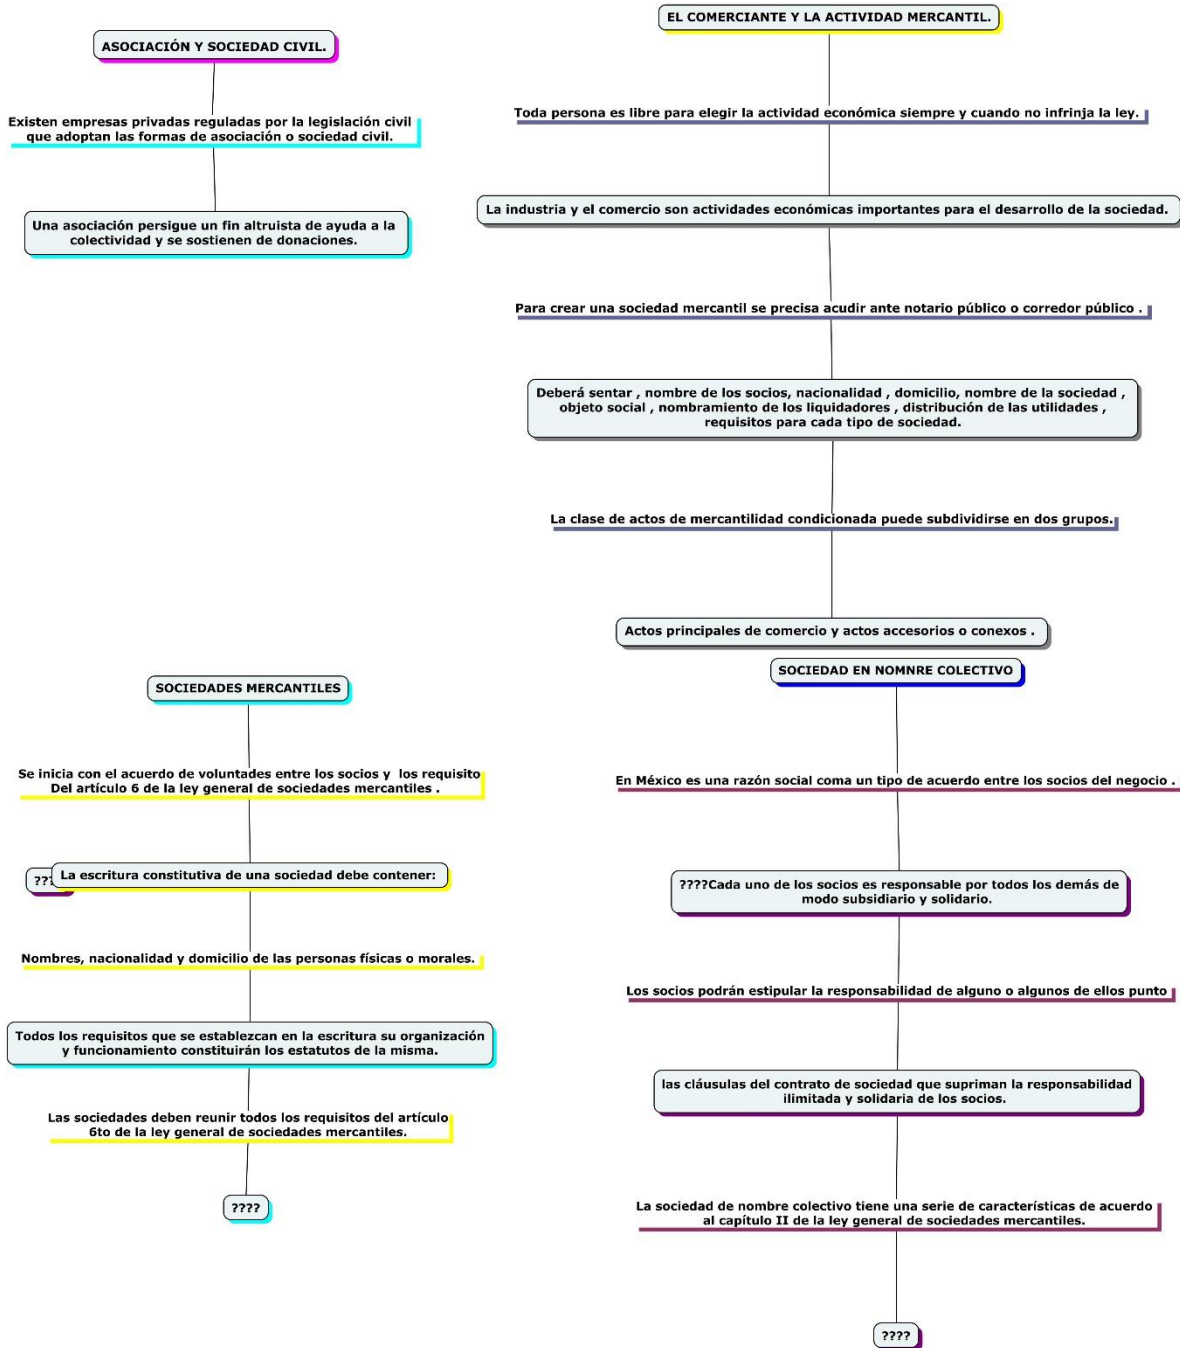 ASOCIACIÓN Y SOCIEDAD CIVIL.
Existen empresas privadas reguladas por la legislación civil
que adoptan las formas de asociación o sociedad civil.
Una asociación persigue un fin altruista de ayuda a la
colectividad y se sostienen de donaciones.
EL COMERCIANTE Y LA ACTIVIDAD MERCANTIL.
Toda persona es libre para elegir la actividad económica siempre y cuando no infrinja la ley.
La industria y el comercio son actividades económicas importantes para el desarrollo de la sociedad.
Para crear una sociedad mercantil se precisa acudir ante notario público o corredor público .
Deberá sentar , nombre de los socios, nacionalidad , domicilio, nombre de la sociedad ,
objeto social , nombramiento de los liquidadores , distribución de las utilidades ,
requisitos para cada tipo de sociedad.
La clase de actos de mercantilidad condicionada puede subdividirse en dos grupos.
Actos principales de comercio y actos accesorios o conexos .
SOCIEDADES MERCANTILES
Se inicia con el acuerdo de voluntades entre los socios y los requisito
Del artículo 6 de la ley general de sociedades mercantiles .
???
La escritura constitutiva de una sociedad debe contener:
Nombres, nacionalidad y domicilio de las personas físicas o morales.
Todos los requisitos que se establezcan en la escritura su organización
y funcionamiento constituirán los estatutos de la misma.
Las sociedades deben reunir todos los requisitos del artículo
6to de la ley general de sociedades mercantiles.
????
SOCIEDAD EN NOMNRE COLECTIVO
En México es una razón social coma un tipo de acuerdo entre los socios del negocio .
????Cada uno de los socios es responsable por todos los demás de
modo subsidiario y solidario.
Los socios podrán estipular la responsabilidad de alguno o algunos de ellos punto
las cláusulas del contrato de sociedad que supriman la responsabilidad
ilimitada y solidaria de los socios.
La sociedad de nombre colectivo tiene una serie de características de acuerdo
al capítulo II de la ley general de sociedades mercantiles.
????